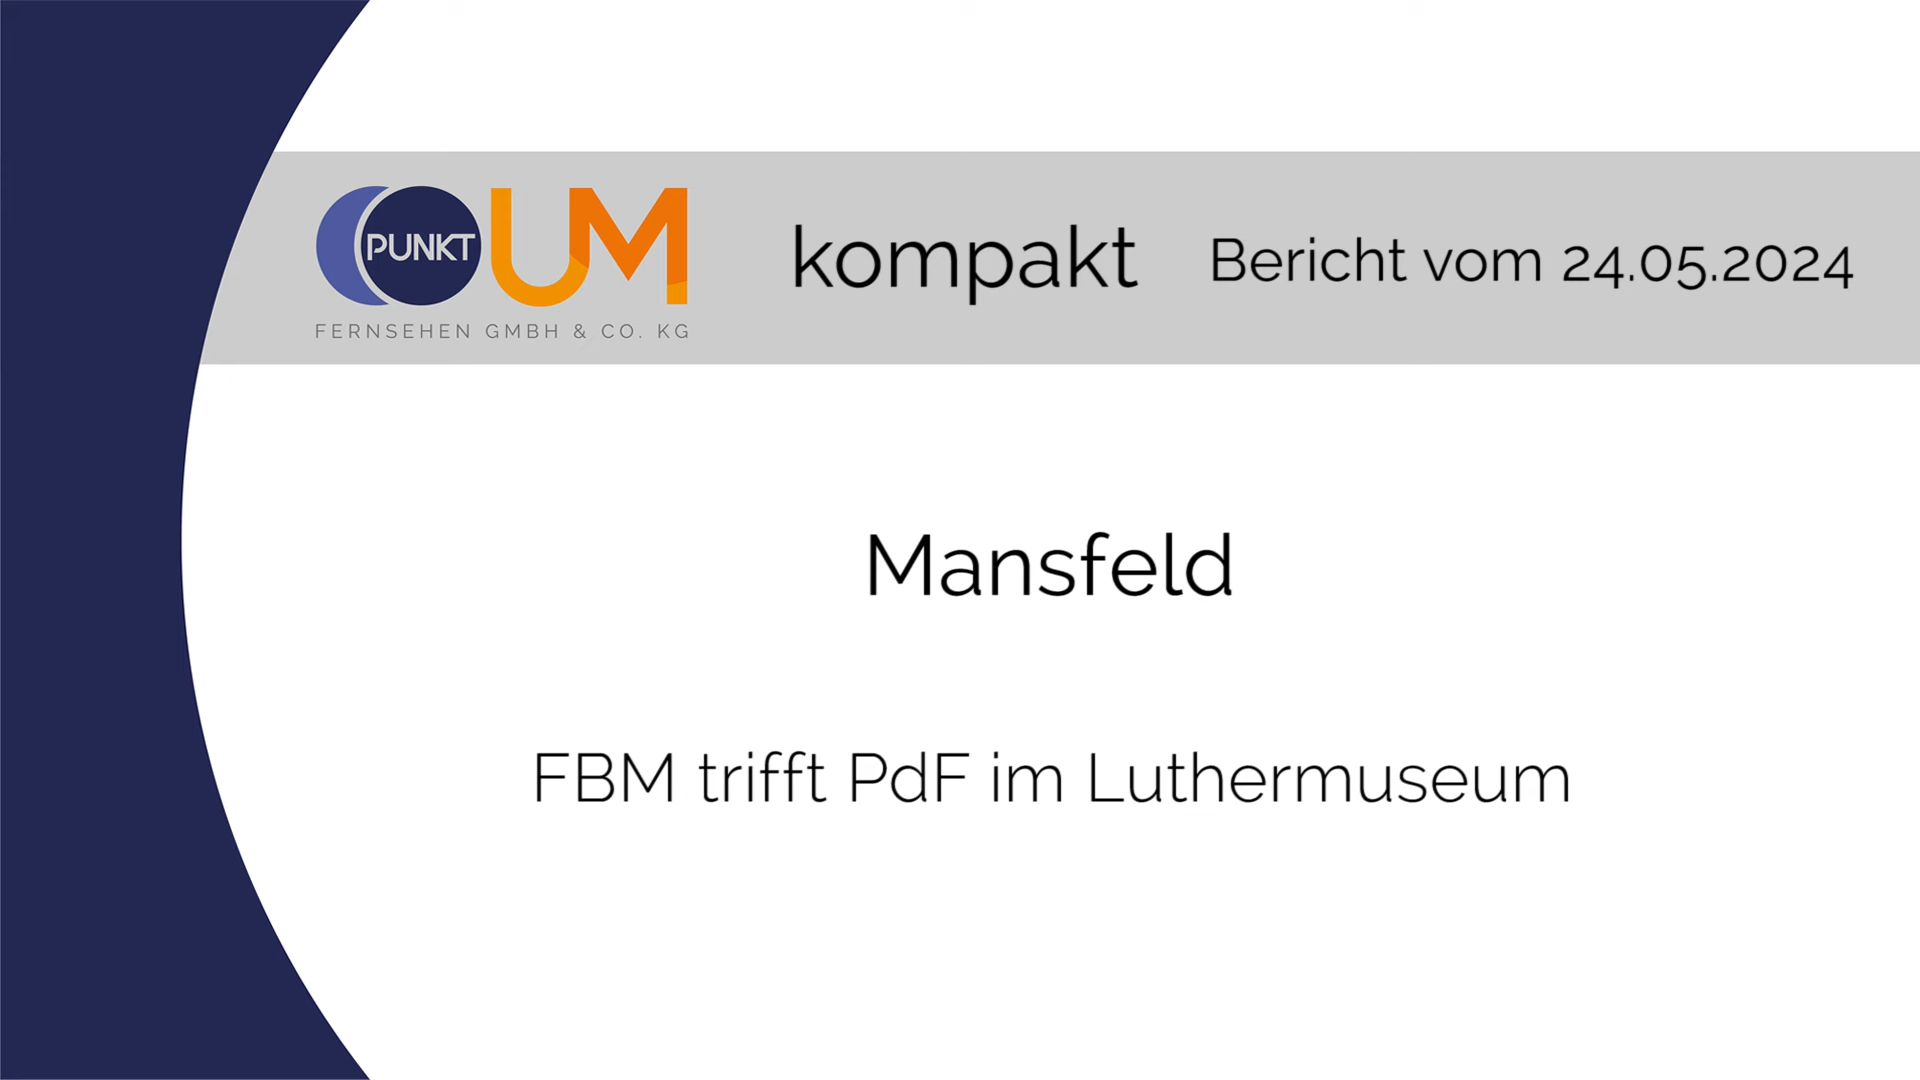 PUNKT UM
FERNSEHEN GMBH & CO. KG
kompakt
Bericht vom 24.05.2024
Mansfeld
FBM trifft PdF im Luthermuseum